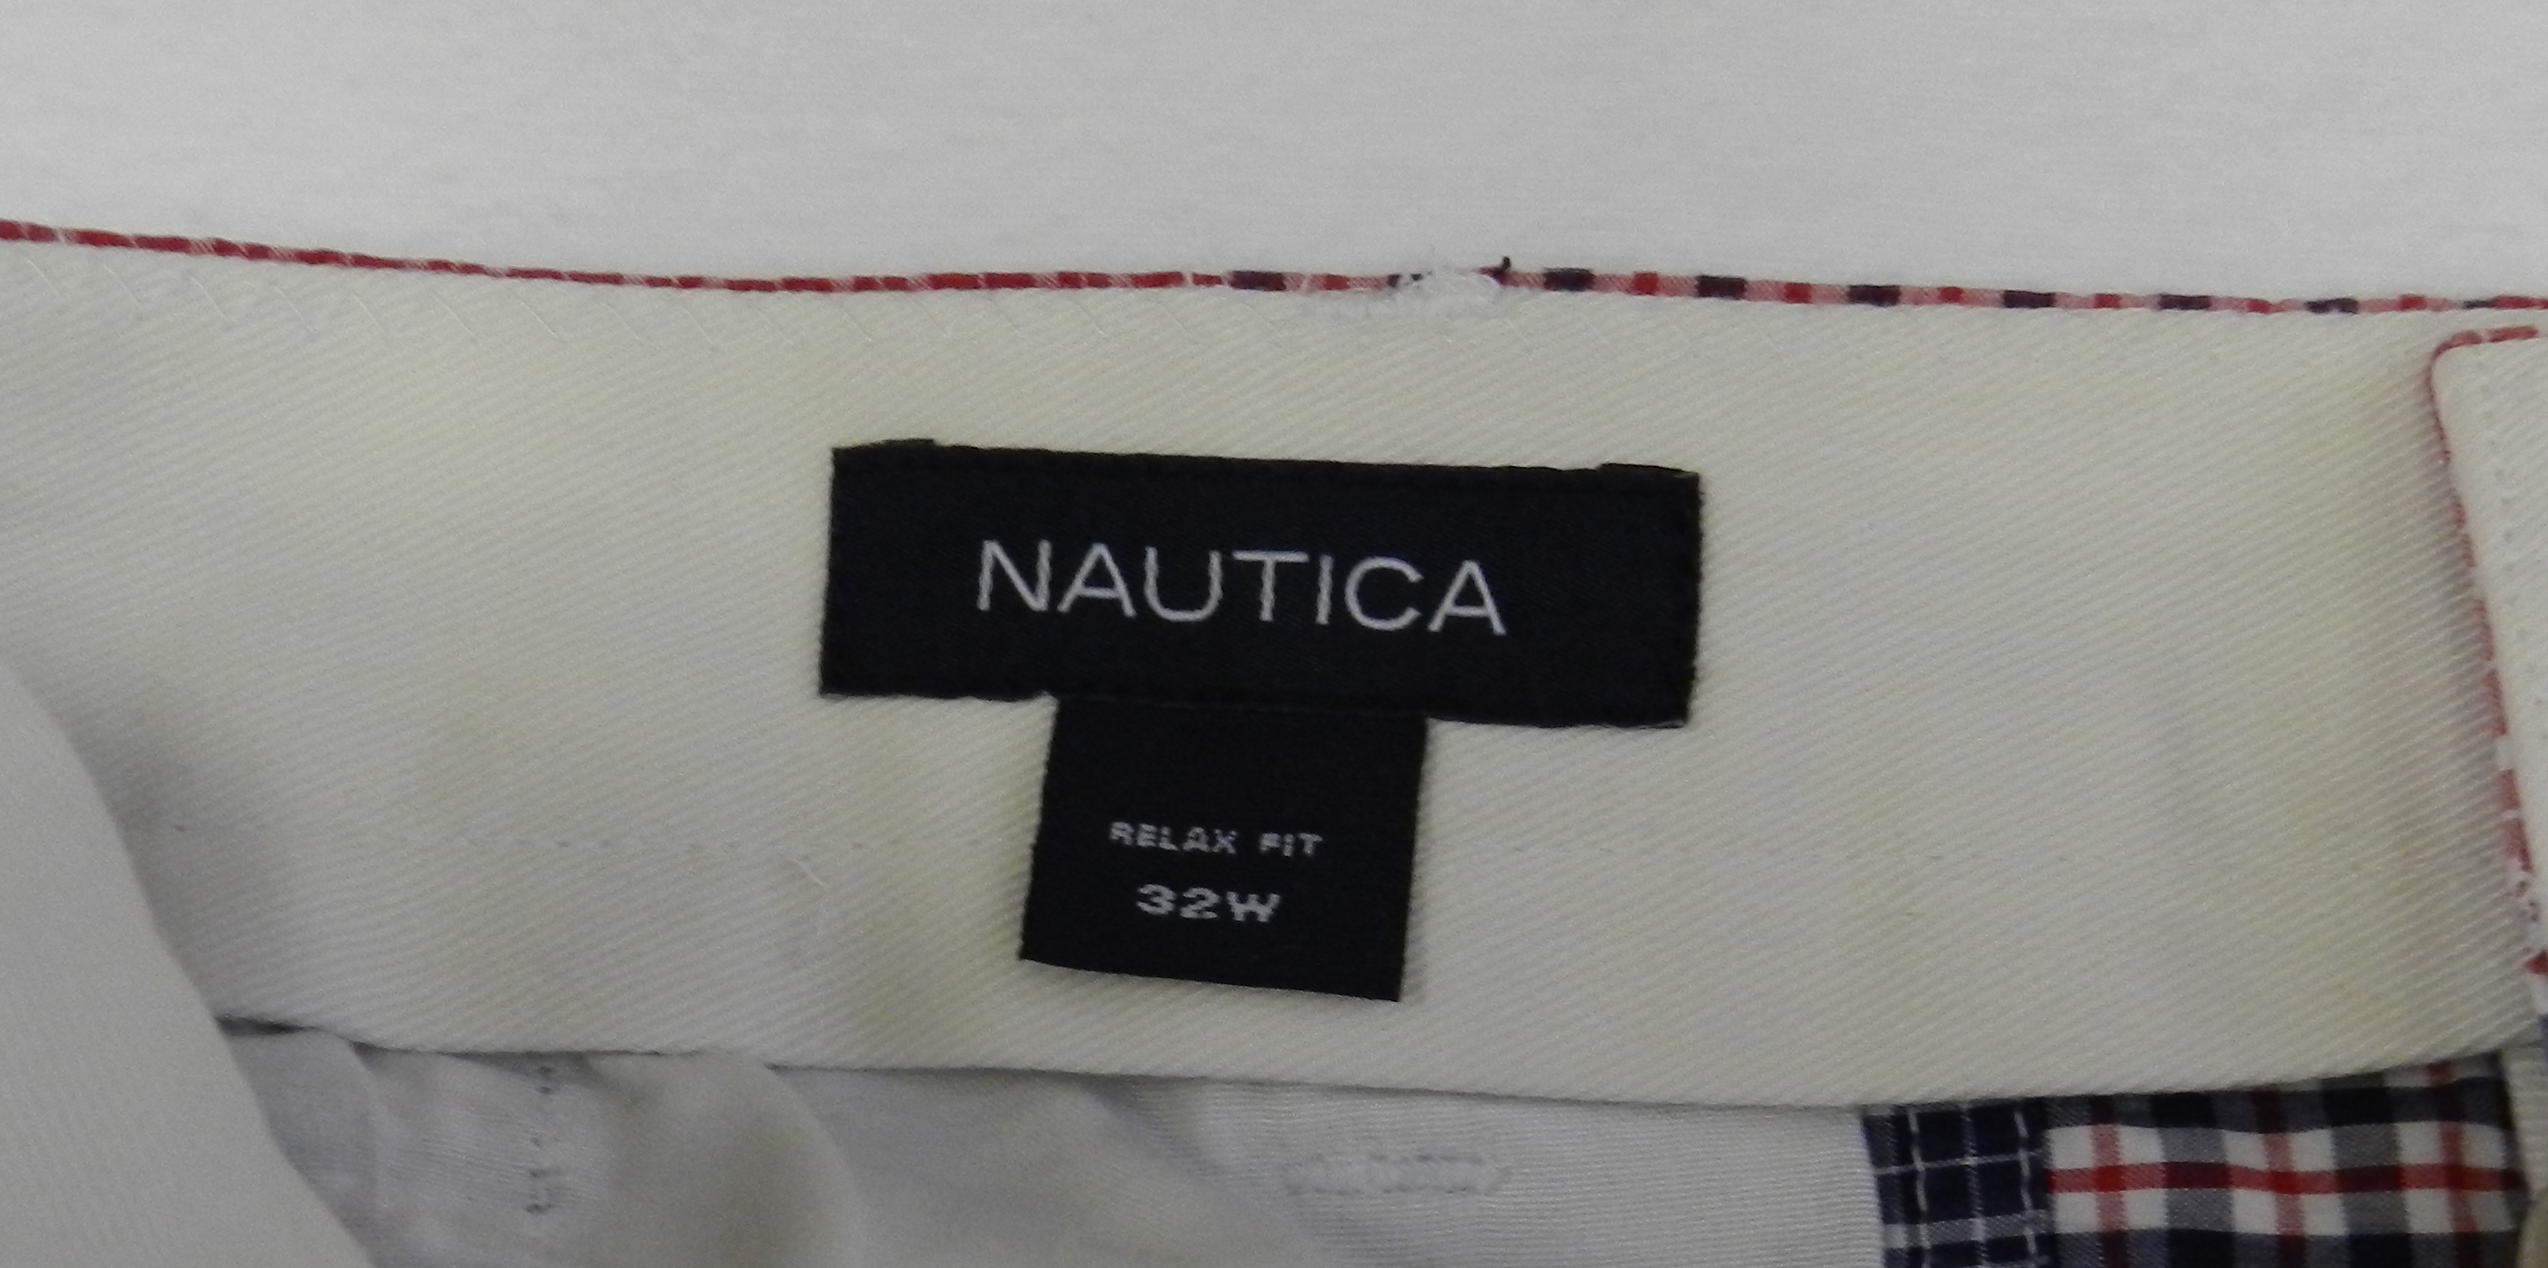 NAUTICA
RELAX FIT
32W